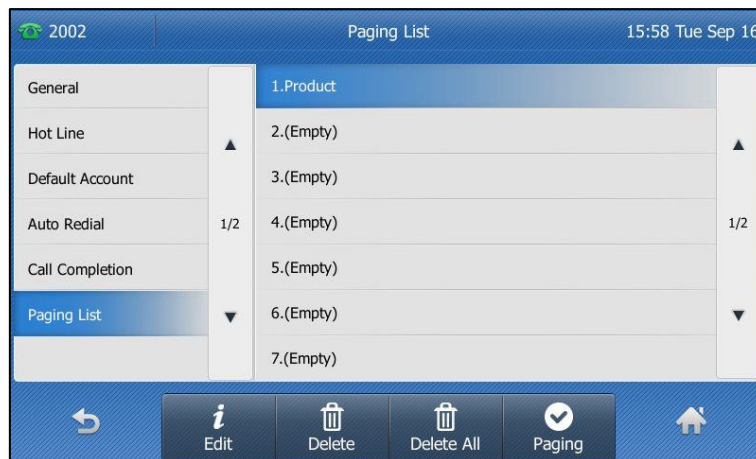 2002 Paging List 15:58 Tue Sep 16
General
Hot Line
Default Account
Auto Redial
Call Completion
Paging List
1/2
1.Product
2.(Empty)
3.(Empty)
4.(Empty)
5.(Empty)
6.(Empty)
7.(Empty)
1/2
Edit Delete Delete All Paging